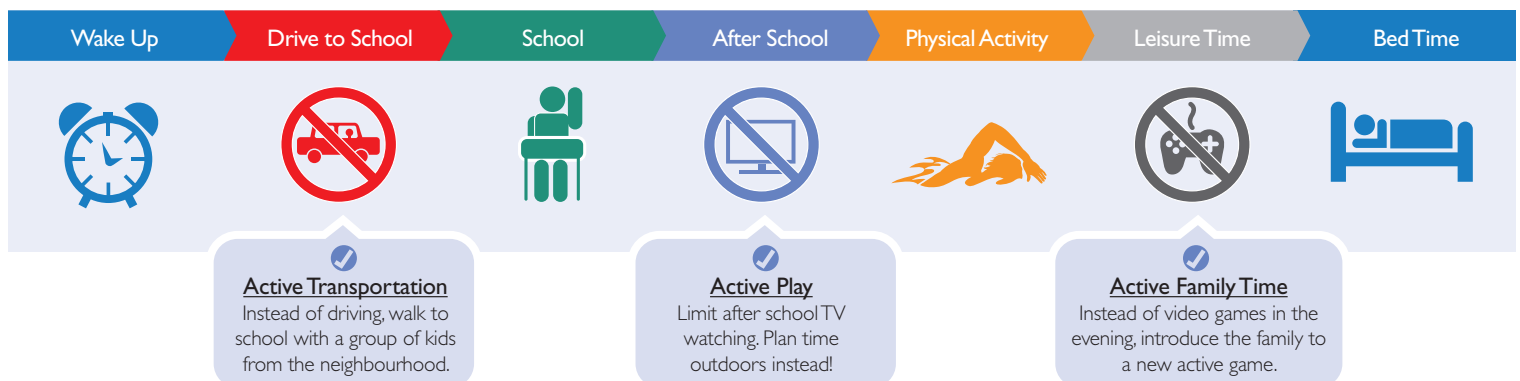 Wake Up
Drive to School
School
After School
Physical Activity
Leisure Time
Bed Time
Active Transportation
Instead of driving, walk to
school with a group of kids
from the neighbourhood.
Active Play
Limit after school TV
watching. Plan time
outdoors instead!
Active Family Time
Instead of video games in the
evening, introduce the family to
a new active game.